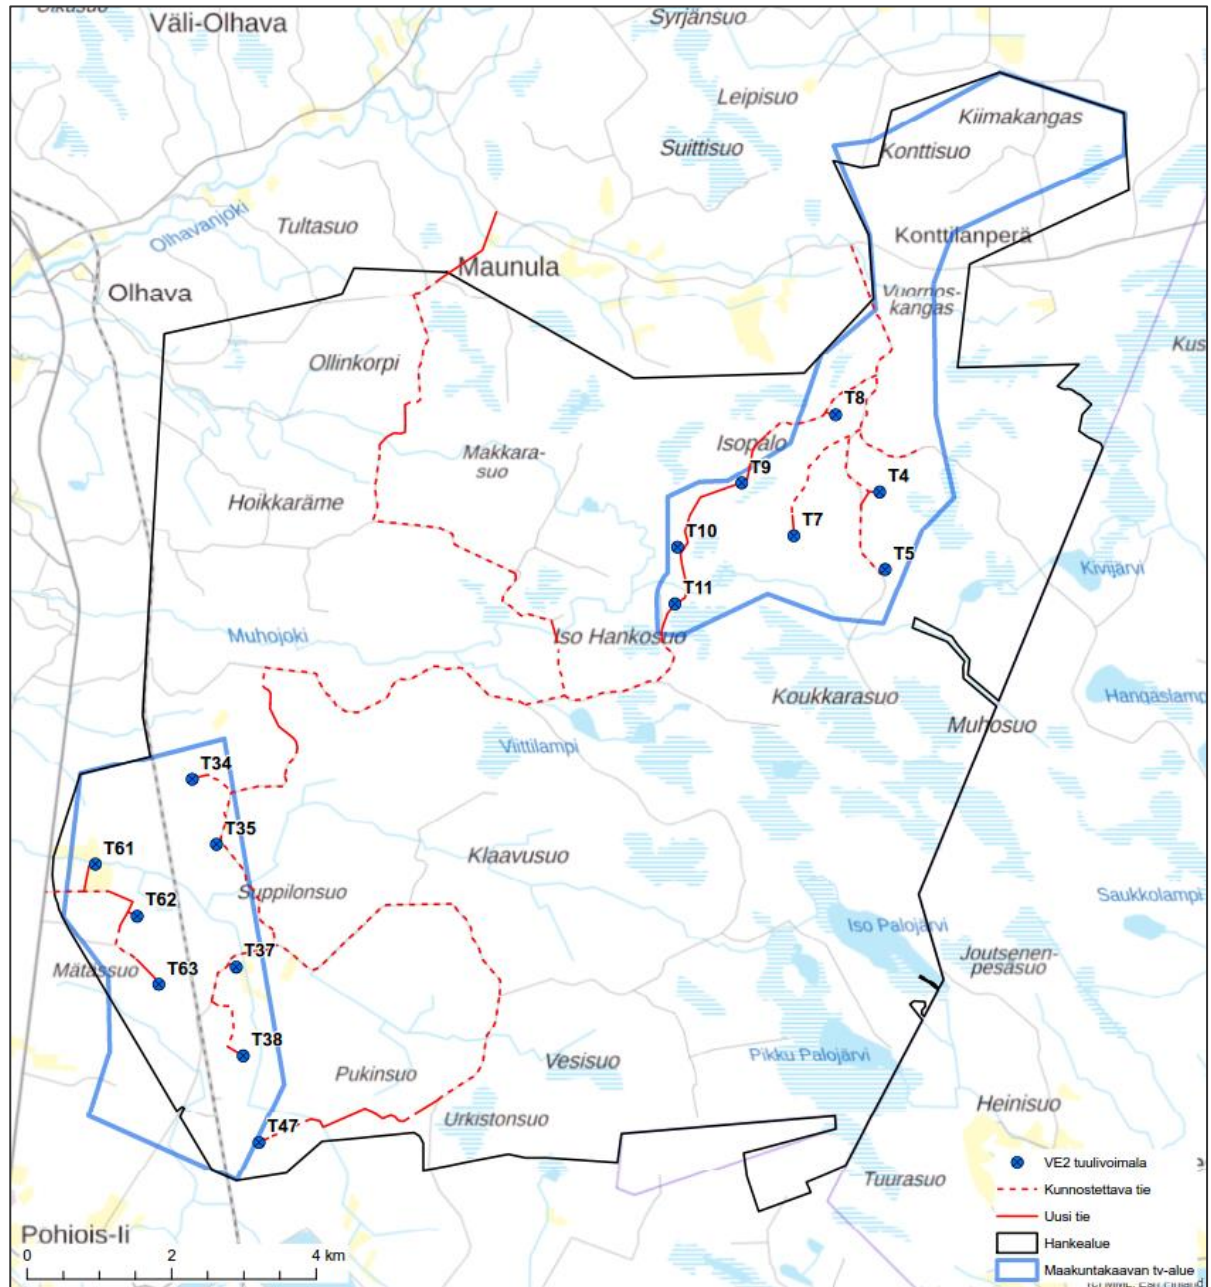 Väli-Olhava
Syrjänsuo
Leipisuo
Kiimakangas
Suittisuo
Konttisuo
Olhavanjoki
Tultasuo
Konttilanperä
Maunula
Olhava
Vuornos-
kangas
Kus
Ollinkorpi
T8
Isopalo
Makkara-
suo
T9
T4
Hoikkaräme
T7
T10
T5
Kivijärvi
T11
Muhojoki
Iso Hankosuo
Koukkarasuo
Hangaslamp
Muhosuo
Viittilampi
T34
T35
T61
Klaavusuo
Suppilonsuo
Saukkolampi
T62
Iso Palojärvi
T37
Joutsenen-
pesäsuo
Mätässuo
T63
T38
Vesisuo
Pikku Palojärvi
Pukinsuo
Heinisuo
Urkistonsuo
T47
Tuurasuo
VE2 tuulivoimala
Kunnostettava tie
Uusi tie
Hankealue
Maakuntakaavan tv-alue
Pohjois-Ii
0 2 4 km